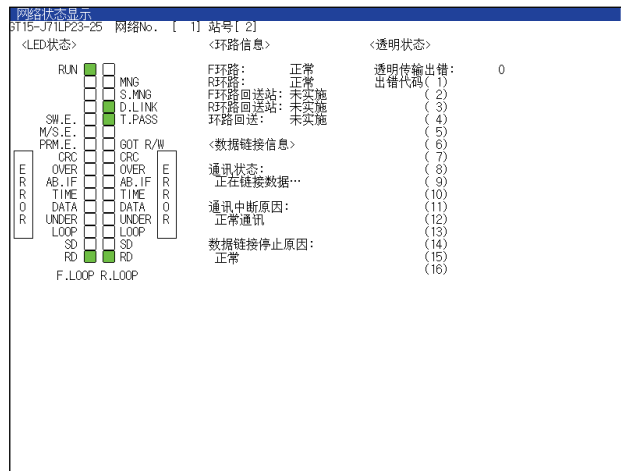 网络状态显示
GT15-J71LP23-25 网络No. [ 1] 站号[ 2]
<LED状态> <环路信息> <透明状态>
RUN F环路: 正常 透明传输出错: 0
MNG R环路: 正常 出错代码( 1)
S.MNG F环路回送站: 未实施 ( 2)
D.LINK R环路回送站: 未实施 ( 3)
SW.E. T.PASS 环路回送: 未实施 ( 4)
M/S.E. ( 5)
PRM.E. GOT R/W <数据链接信息> ( 6)
CRC CRC ( 7)
E OVER OVER E 通讯状态: ( 8)
R AB.IF AB.IF R 正在链接数据… ( 9)
R TIME TIME R (10)
O DATA DATA O 通讯中断原因: (11)
R UNDER UNDER R 正常通讯 (12)
LOOP LOOP (13)
SD SD 数据链接停止原因: (14)
RD RD 正常 (15)
(16)
F.LOOP R.LOOP